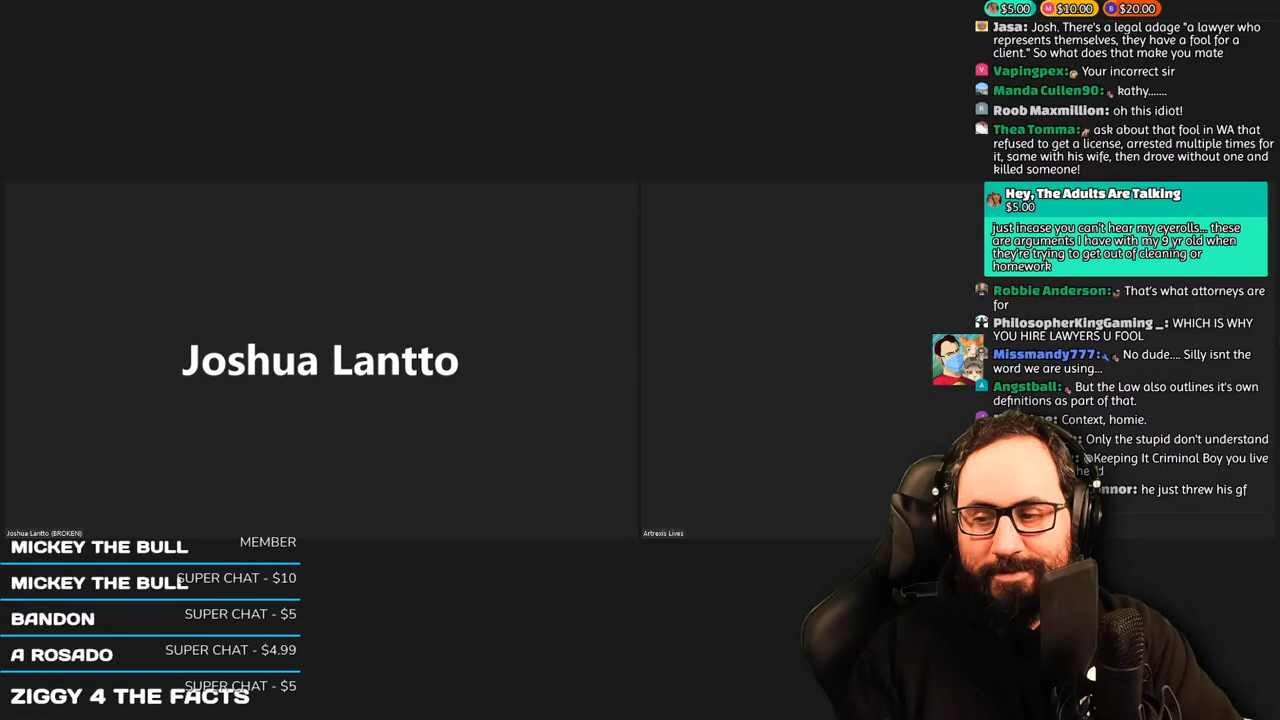 $5.00
M $10.00
B $20.00
Jasa: Josh. There's a legal adage "a lawyer who
represents themselves, they have a fool for a
client." So what does that make you mate
V Vapingpex: Your incorrect sir
Manda Cullen90: kathy.......
R Roob Maxmillion: oh this idiot!
Thea Tomma: ask about that fool in WA that
refused to get a license, arrested multiple times for
it, same with his wife, then drove without one and
killed someone!
Hey, The Adults Are Talking
$5.00
just incase you can't hear my eyerolls... these
are arguments I have with my 9 yr old when
they're trying to get out of cleaning or
homework
Robbie Anderson: That's what attorneys are
for
PhilosopherKingGaming _: WHICH IS WHY
YOU HIRE LAWYERS U FOOL
Missmandy777: No dude.... Silly isnt the
word we are using...
A Angstball: But the Law also outlines it's own
definitions as part of that.
Context, homie.
Only the stupid don't understand
@Keeping It Criminal Boy you live
nnor: he just threw his gf
Joshua Lantto
Joshua Lantto (BROKEN)
Artrexis Lives
MICKEY THE BULL MEMBER
MICKEY THE BULL SUPER CHAT - $10
BANDON SUPER CHAT - $5
A ROSADO SUPER CHAT - $4.99
ZIGGY 4 THE FACTS SUPER CHAT - $5